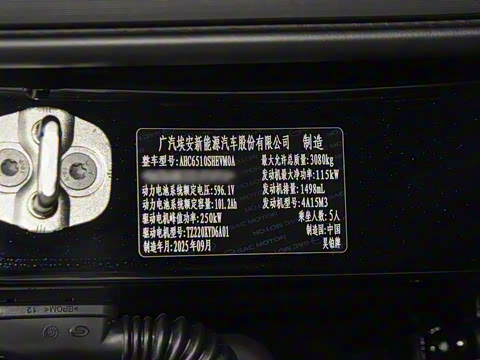 广汽埃安新能源汽车股份有限公司 制造
整车型号:AHC6510SHEVM0A 最大允许总质量:3080kg
发动机最大净功率:115kW
动力电池系统额定电压:596.1V 发动机排量:1498mL
动力电池系统额定容量:101.2Ah 发动机型号:4A15M3
驱动电机峰值功率:250kW 乘坐人数:5人
驱动电机型号:TZ220XYD6A01 制造国:中国
制造年月:2025年09月 昊铂牌